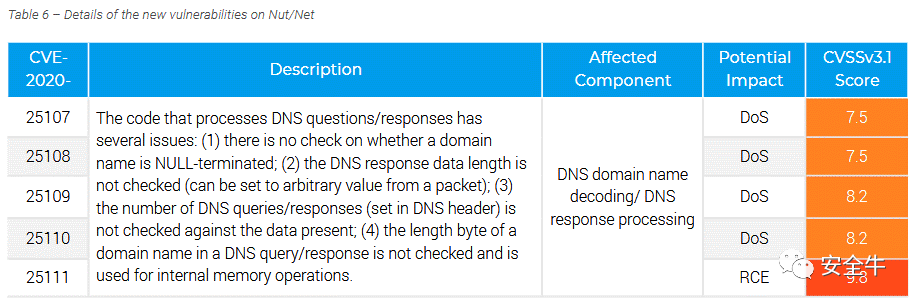 Table 6 – Details of the new vulnerabilities on Nut/Net
CVE-
2020-
Description
Affected
Component
Potential
Impact
CVSSv3.1
Score
25107
25108
25109
25110
25111
The code that processes DNS questions/responses has
several issues: (1) there is no check on whether a domain
name is NULL-terminated; (2) the DNS response data length is
not checked (can be set to arbitrary value from a packet); (3)
the number of DNS queries/responses (set in DNS header) is
not checked against the data present; (4) the length byte of a
domain name in a DNS query/response is not checked and is
used for internal memory operations.
DNS domain name
decoding/ DNS
response processing
DoS
7.5
DoS
7.5
DoS
8.2
DoS
8.2
RCE
9.8
安全牛